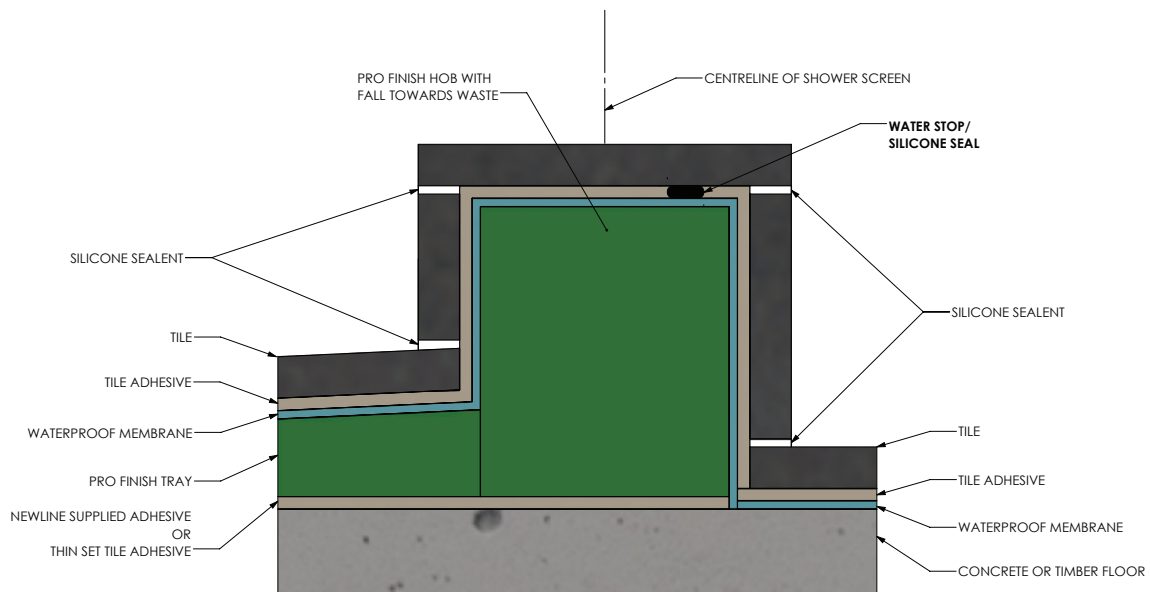 PRO FINISH HOB WITH
FALL TOWARDS WASTE
CENTRELINE OF SHOWER SCREEN
WATER STOP/
SILICONE SEAL
SILICONE SEALENT
SILICONE SEALENT
TILE
TILE ADHESIVE
WATERPROOF MEMBRANE
PRO FINISH TRAY
NEWLINE SUPPLIED ADHESIVE
OR
THIN SET TILE ADHESIVE
TILE
TILE ADHESIVE
WATERPROOF MEMBRANE
CONCRETE OR TIMBER FLOOR